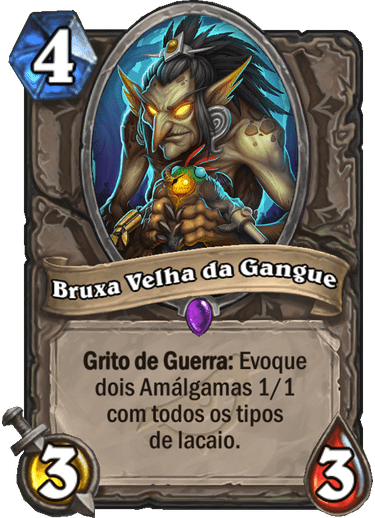 4
Bruxa Velha da Gangue
Grito de Guerra: Evoque
dois Amálgamas 1/1
com todos os tipos
de lacaio.
3
3